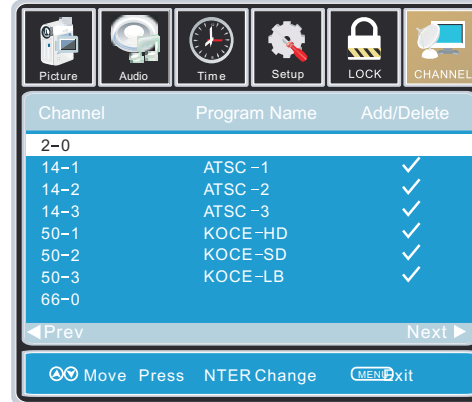 Picture Audio Time Setup LOCK CHANNEL
Channel Program Name Add/Delete
2-0
14-1 ATSC-1 ✓
14-2 ATSC-2 ✓
14-3 ATSC-3 ✓
50-1 KOCE-HD ✓
50-2 KOCE-SD ✓
50-3 KOCE-LB ✓
66-0
◀Prev Next ▶
Move Press NTER Change MENU Exit